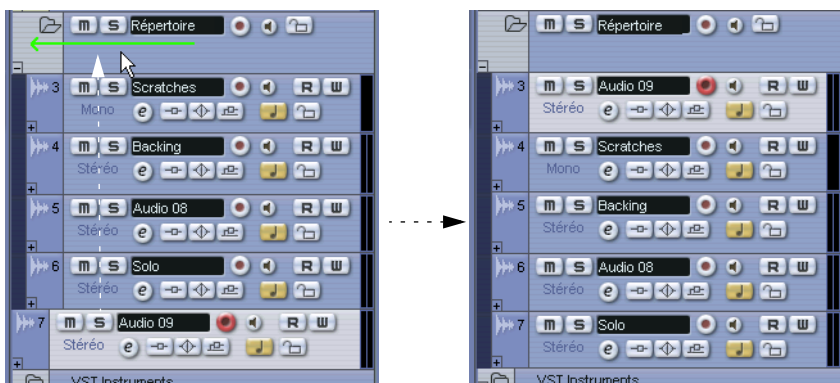 m S Répertoire
3 m S Scratches R W
Mono e
4 m S Backing R W
Stéréo e
5 m S Audio 08 R W
Stéréo e
6 m S Solo R W
Stéréo e
7 m S Audio 09 R W
Stéréo e
VST Instruments
m S Répertoire
3 m S Audio 09 R W
Stéréo e
4 m S Scratches R W
Mono e
5 m S Backing R W
Stéréo e
6 m S Audio 08 R W
Stéréo e
7 m S Solo R W
Stéréo e
VST Instruments